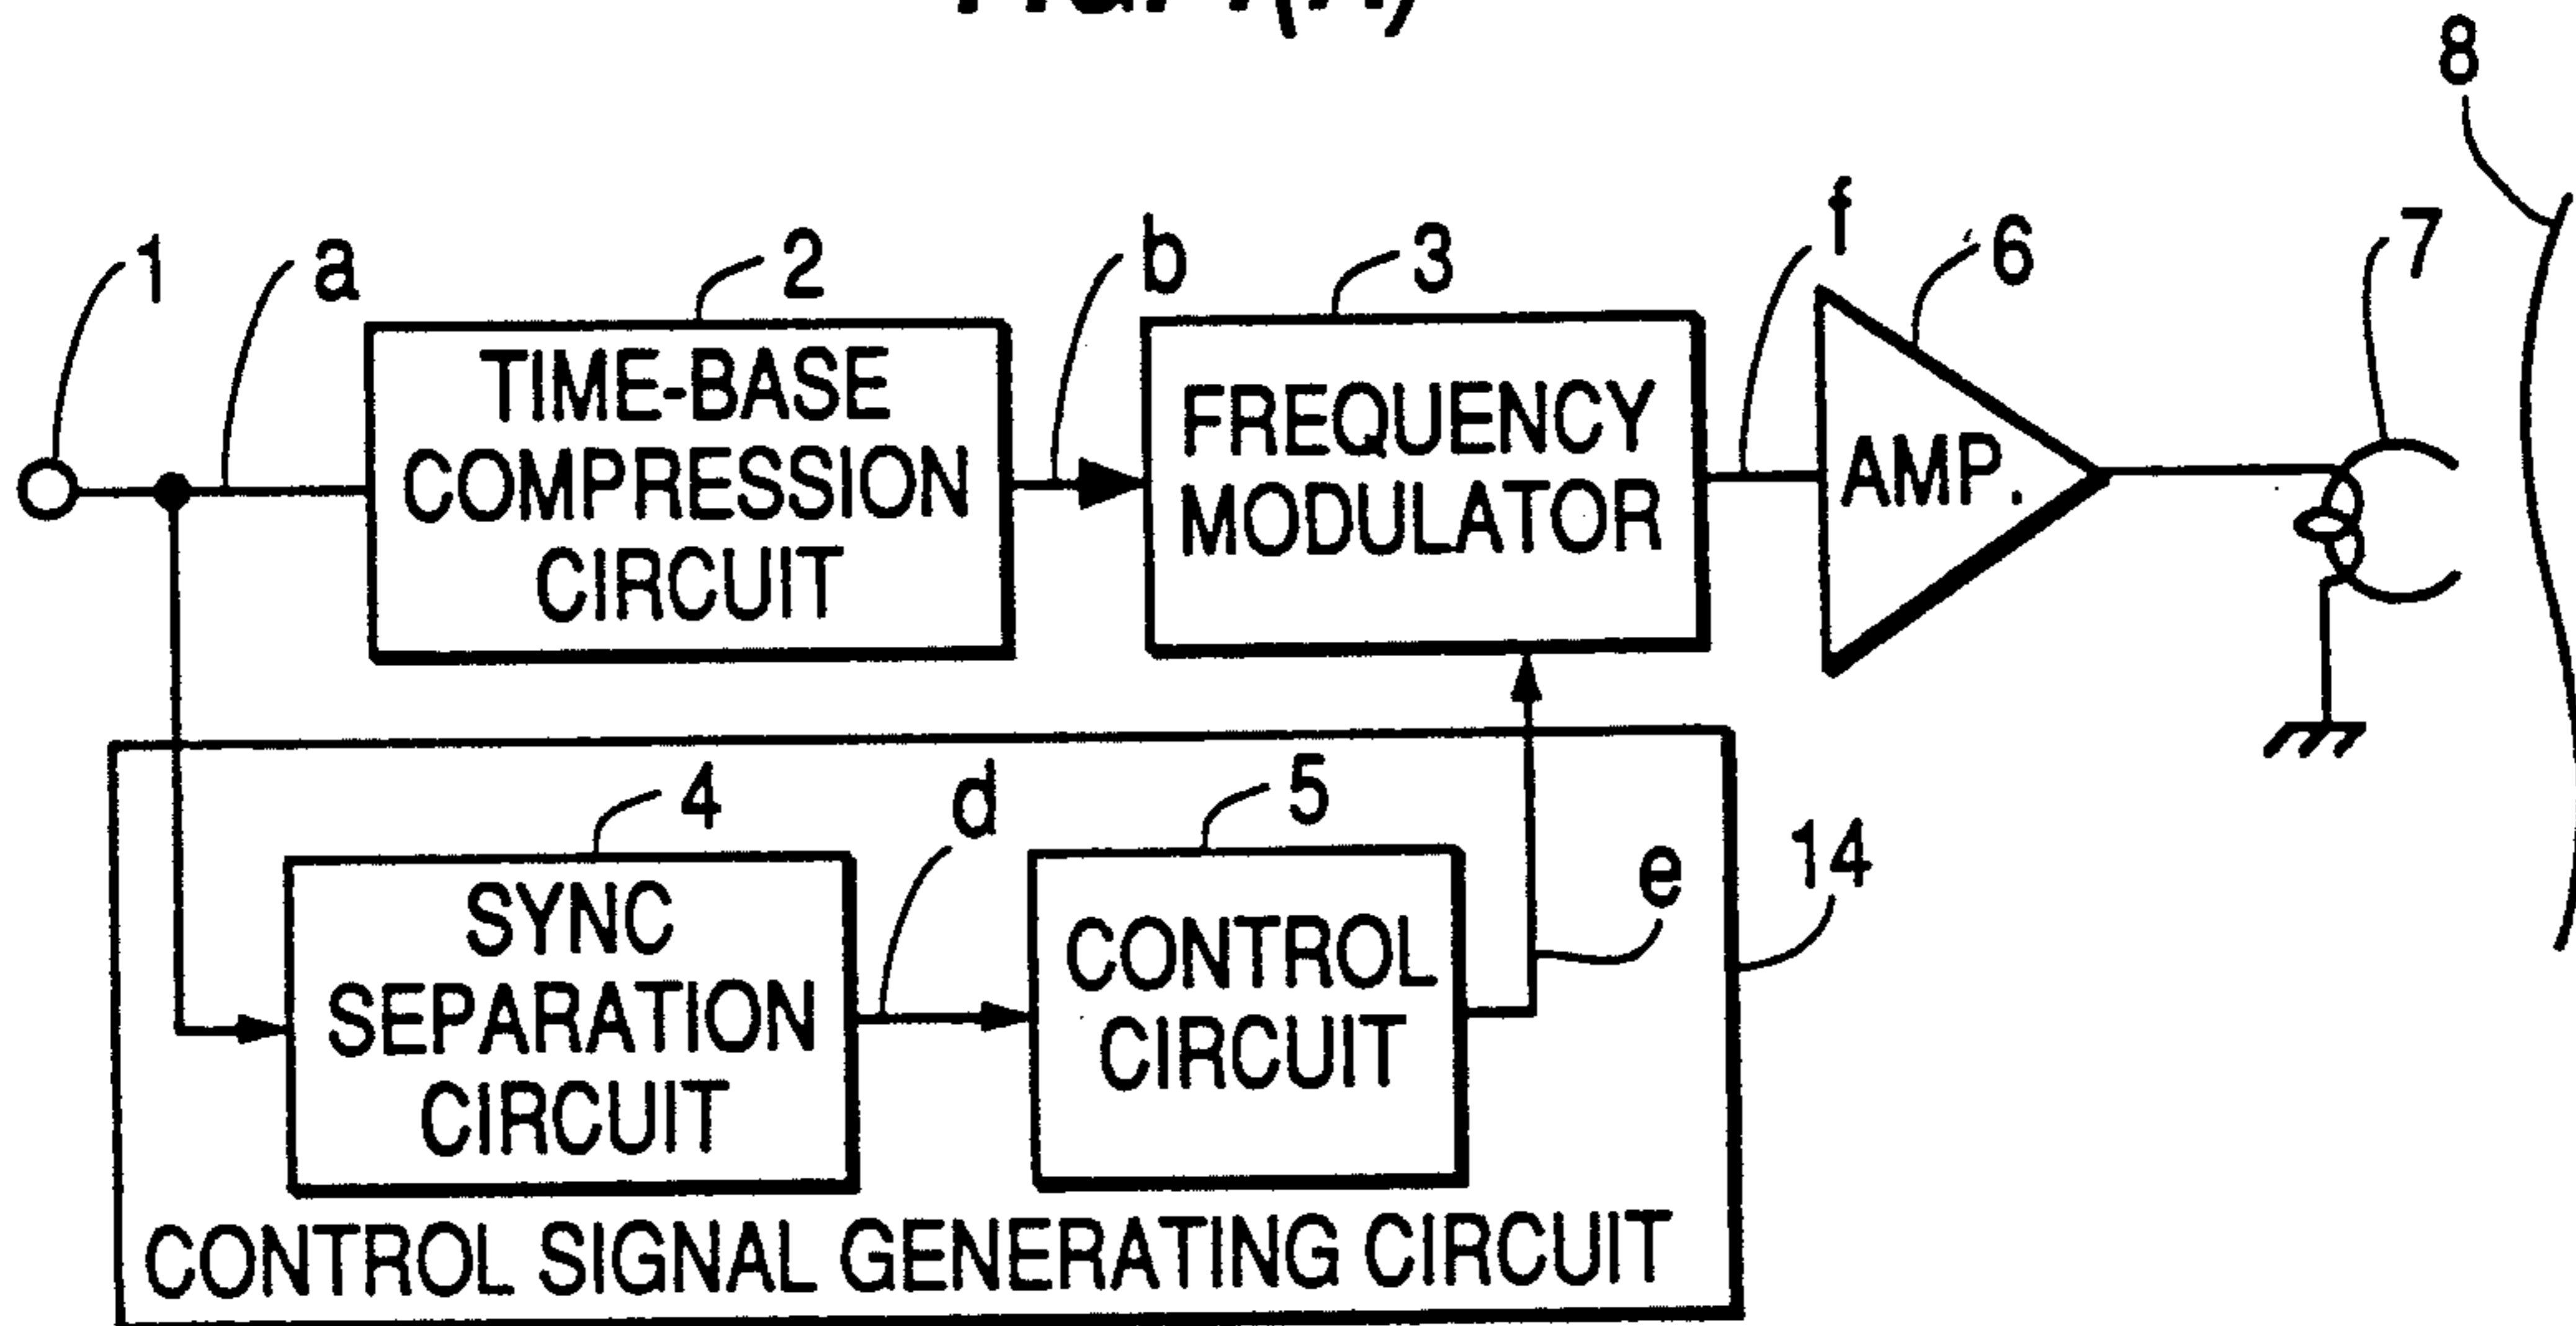 8
1
a
2
b
3
f
6
7
TIME-BASE
COMPRESSION
CIRCUIT
FREQUENCY
MODULATOR
AMP.
4
d
5
e
14
SYNC
SEPARATION
CIRCUIT
CONTROL
CIRCUIT
CONTROL SIGNAL GENERATING CIRCUIT